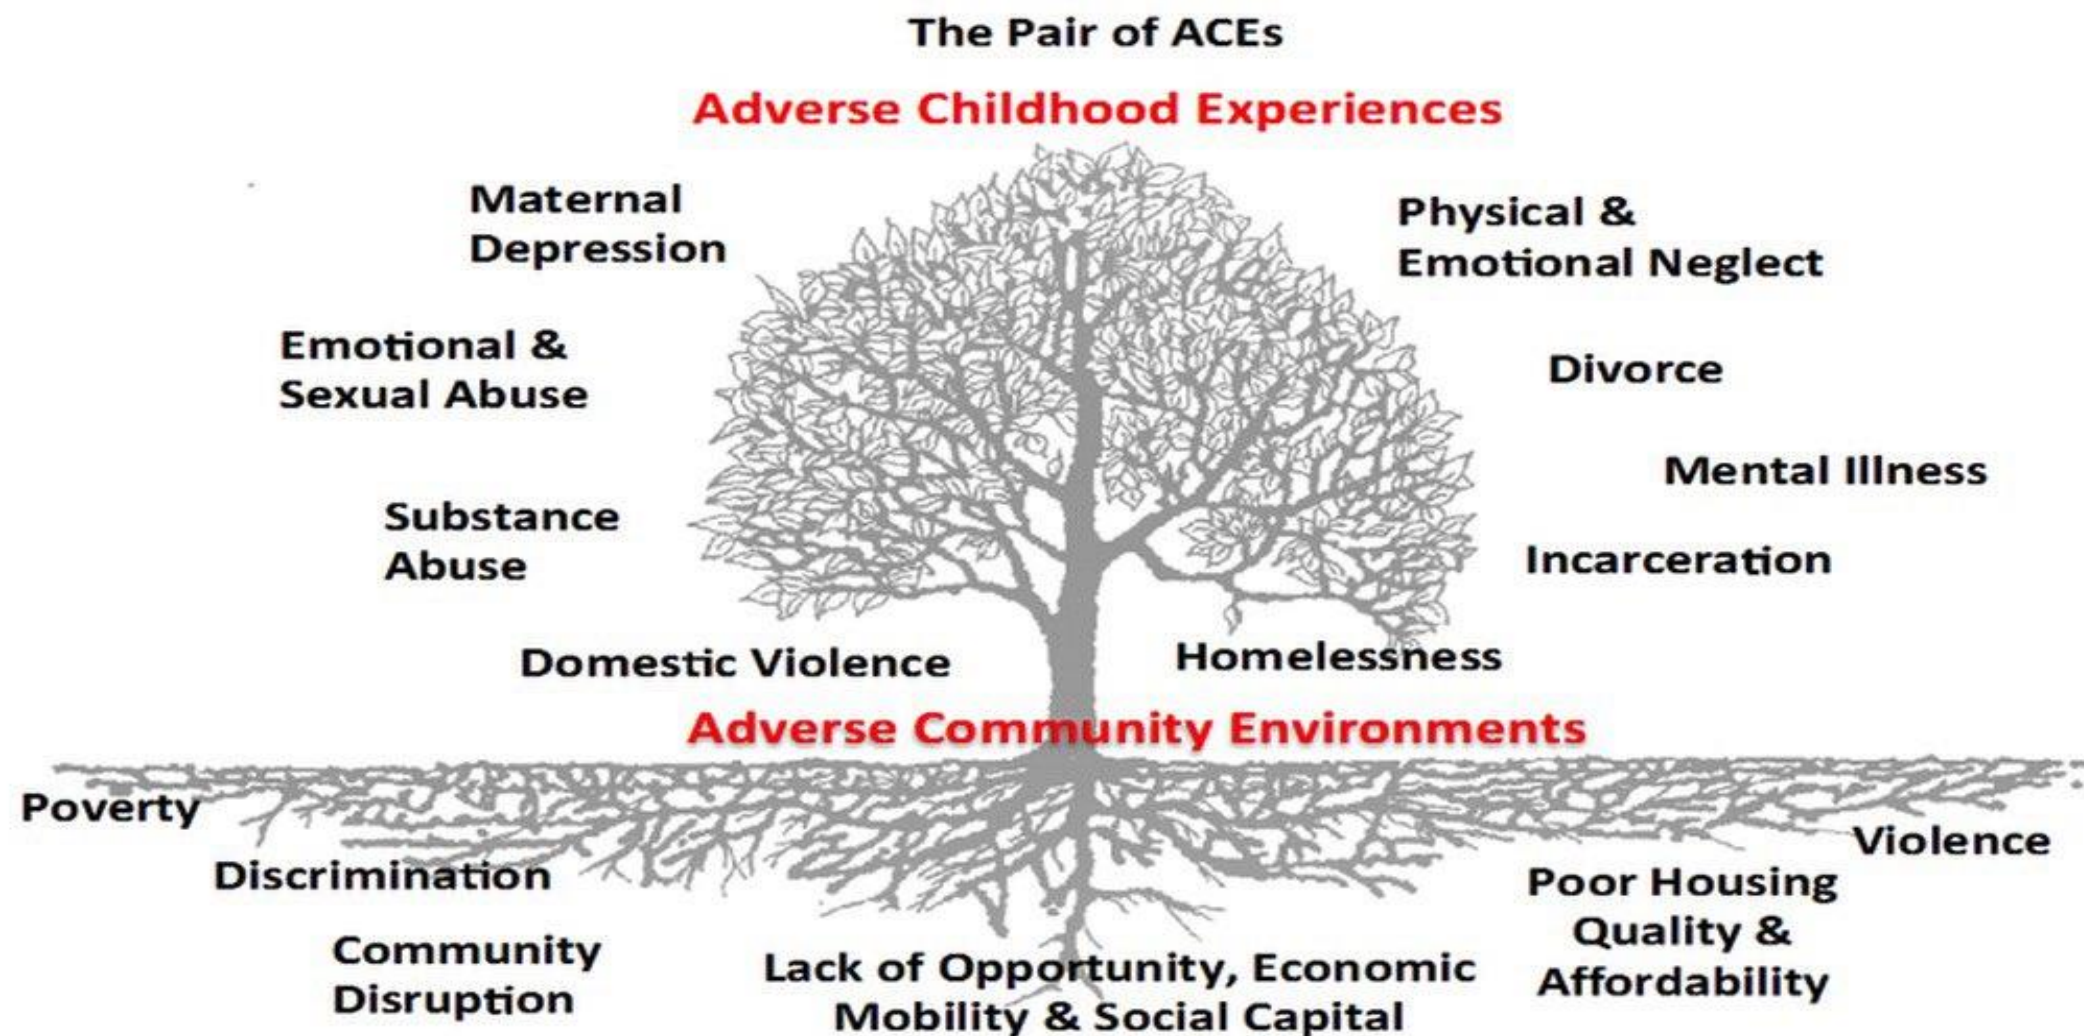 The Pair of ACEs
Adverse Childhood Experiences
Maternal
Depression
Physical &
Emotional Neglect
Emotional &
Sexual Abuse
Divorce
Mental Illness
Substance
Abuse
Incarceration
Domestic Violence
Homelessness
Adverse Community Environments
Poverty
Violence
Discrimination
Poor Housing
Quality &
Affordability
Community
Disruption
Lack of Opportunity, Economic
Mobility & Social Capital